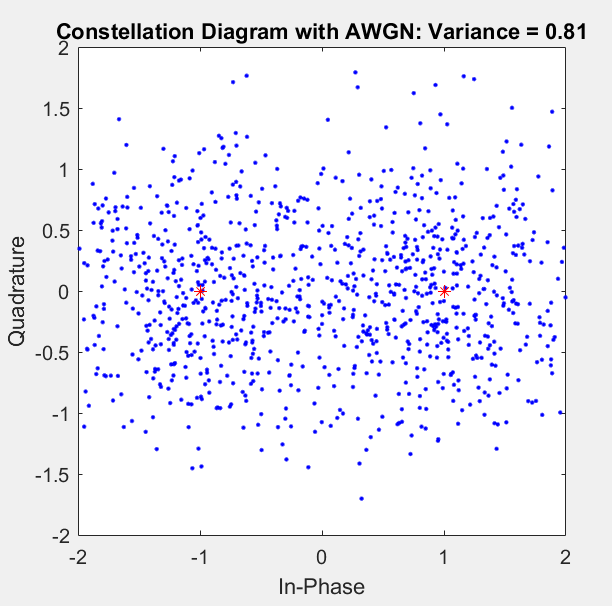 Constellation Diagram with AWGN: Variance = 0.81
2
1.5
1
0.5
0
-0.5
-1
-1.5
-2
Quadrature
-2 -1 0 1 2
In-Phase